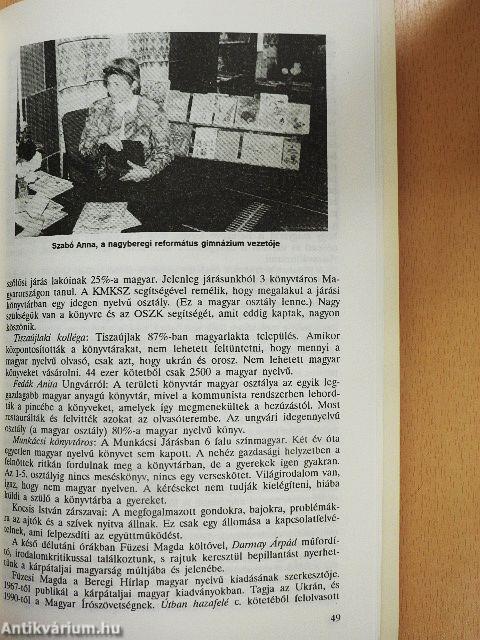 Szabó Anna, a nagyberegi református gimnázium vezetője
szőlősi járás lakóinak 25%-a magyar. Jelenleg járásunkból 3 könyvtáros Ma-
gyarországon tanul. A KMKSZ segítségével remélik, hogy megalakul a járási
könyvtárban egy idegen nyelvű osztály. (Ez a magyar osztály lenne.) Nagy
szükségük van a könyvre és az OSZK segítségét, amit eddig kaptak, nagyon
köszönik.
Tiszaújlaki kolléga: Tiszaújlak 87%-ban magyarlakta település. Amikor
központosították a könyvtárakat, nem lehetett feltüntetni, hogy mennyi a
magyar nyelvű olvasó, csak azt, hogy ukrán és orosz. Nem lehetett magyar
könyveket vásárolni. 44 ezer kötetből csak 2500 a magyar nyelvű.
Fedák Anita Ungvárról: A területi könyvtár magyar osztálya az egyik leg-
gazdagabb magyar anyagú könyvtár, mivel a kommunista rendszerben lehord-
ták a pincébe a könyveket, amelyek így megmenekültek a bezúzástól. Most
restaurálták és felvitték azokat az olvasóterembe. Az ungvári idegennyelvű
osztály (a magyar osztály) 80%-a magyar nyelvű könyv.
Munkácsi könyvtáros: A Munkácsi Járásban 6 falu színmagyar. Két év óta
egyetlen magyar nyelvű könyvet sem kapott. A nehéz gazdasági helyzetben a
felnőttek ritkán fordulnak meg a könyvtárban, de a gyerekek igen gyakran.
Az 1-5. osztályig nincs meséskönyv, nincs egy verseskötet. Világirodalom van,
igaz, hogy nem magyar nyelven. A kéréseket nem tudják kielégíteni, hiába
küldi a szülő a könyvtárba a gyereket.
Kocsis István zárszavai: A megfogalmazott gondokra, bajokra, problémák-
ra az ajtók és a szívek nyitva állnak. Ez csak egy állomása a kapcsolatfelvé-
telnek, ami felpezsdíti az együttműködést.
A késő délutáni órákban Füzesi Magda költővel, Darmay Árpád műfordí-
tó, irodalomkritikussal találkoztunk, s rajtuk keresztül bepillantást nyerhet-
tünk a kárpátaljai magyarság múltjába és jelenébe.
Füzesi Magda a Beregi Hírlap magyar nyelvű kiadásának szerkesztője.
1967-től publikál a kárpátaljai magyar kiadványokban. Tagja az Ukrán, és
1990-től a Magyar Írószövetségnek. Útban hazafelé c. kötetéből felolvasott
49
Antikvárium.hu